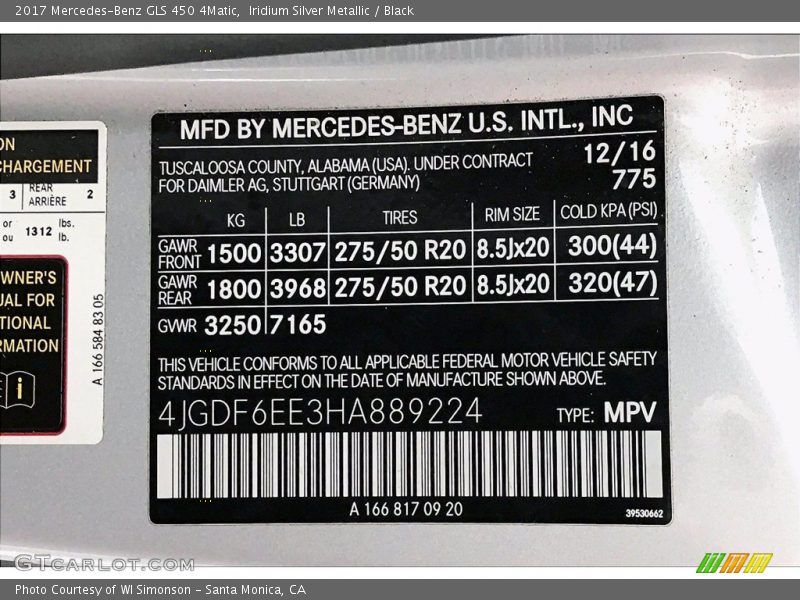 2017 Mercedes-Benz GLS 450 4Matic, Iridium Silver Metallic / Black
ON
CHARGEMENT
3 REAR ARRIÈRE 2
or ou 1312 lbs. lb.
WNER'S
UAL FOR
TIONAL
RMATION
i
A 166 584 83 05
MFD BY MERCEDES-BENZ U.S. INTL., INC
TUSCALOOSA COUNTY, ALABAMA (USA). UNDER CONTRACT 12/16
FOR DAIMLER AG, STUTTGART (GERMANY) 775
KG LB TIRES RIM SIZE COLD KPA(PSI)
GAWR FRONT 1500 3307 275/50 R20 8.5Jx20 300(44)
GAWR REAR 1800 3968 275/50 R20 8.5Jx20 320(47)
GWR 3250 7165
THIS VEHICLE CONFORMS TO ALL APPLICABLE FEDERAL MOTOR VEHICLE SAFETY
STANDARDS IN EFFECT ON THE DATE OF MANUFACTURE SHOWN ABOVE.
4JGDF6EE3HA889224 TYPE: MPV
A 166 817 09 20
39530662
GTCARLOT.COM
Photo Courtesy of WI Simonson - Santa Monica, CA